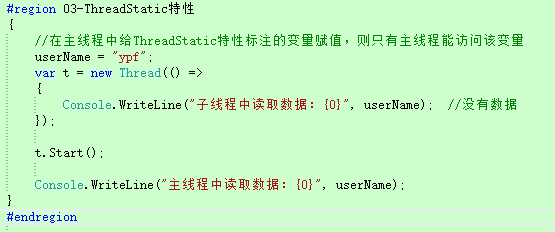 #region 03-ThreadStatic特性
{
//在主线程中给ThreadStatic特性标注的变量赋值，则只有主线程能访问该变量
userName = "ypf";
var t = new Thread(() =>
{
Console.WriteLine("子线程中读取数据：{0}", userName);  //没有数据
});
t.Start();
Console.WriteLine("主线程中读取数据：{0}", userName);
}
#endregion